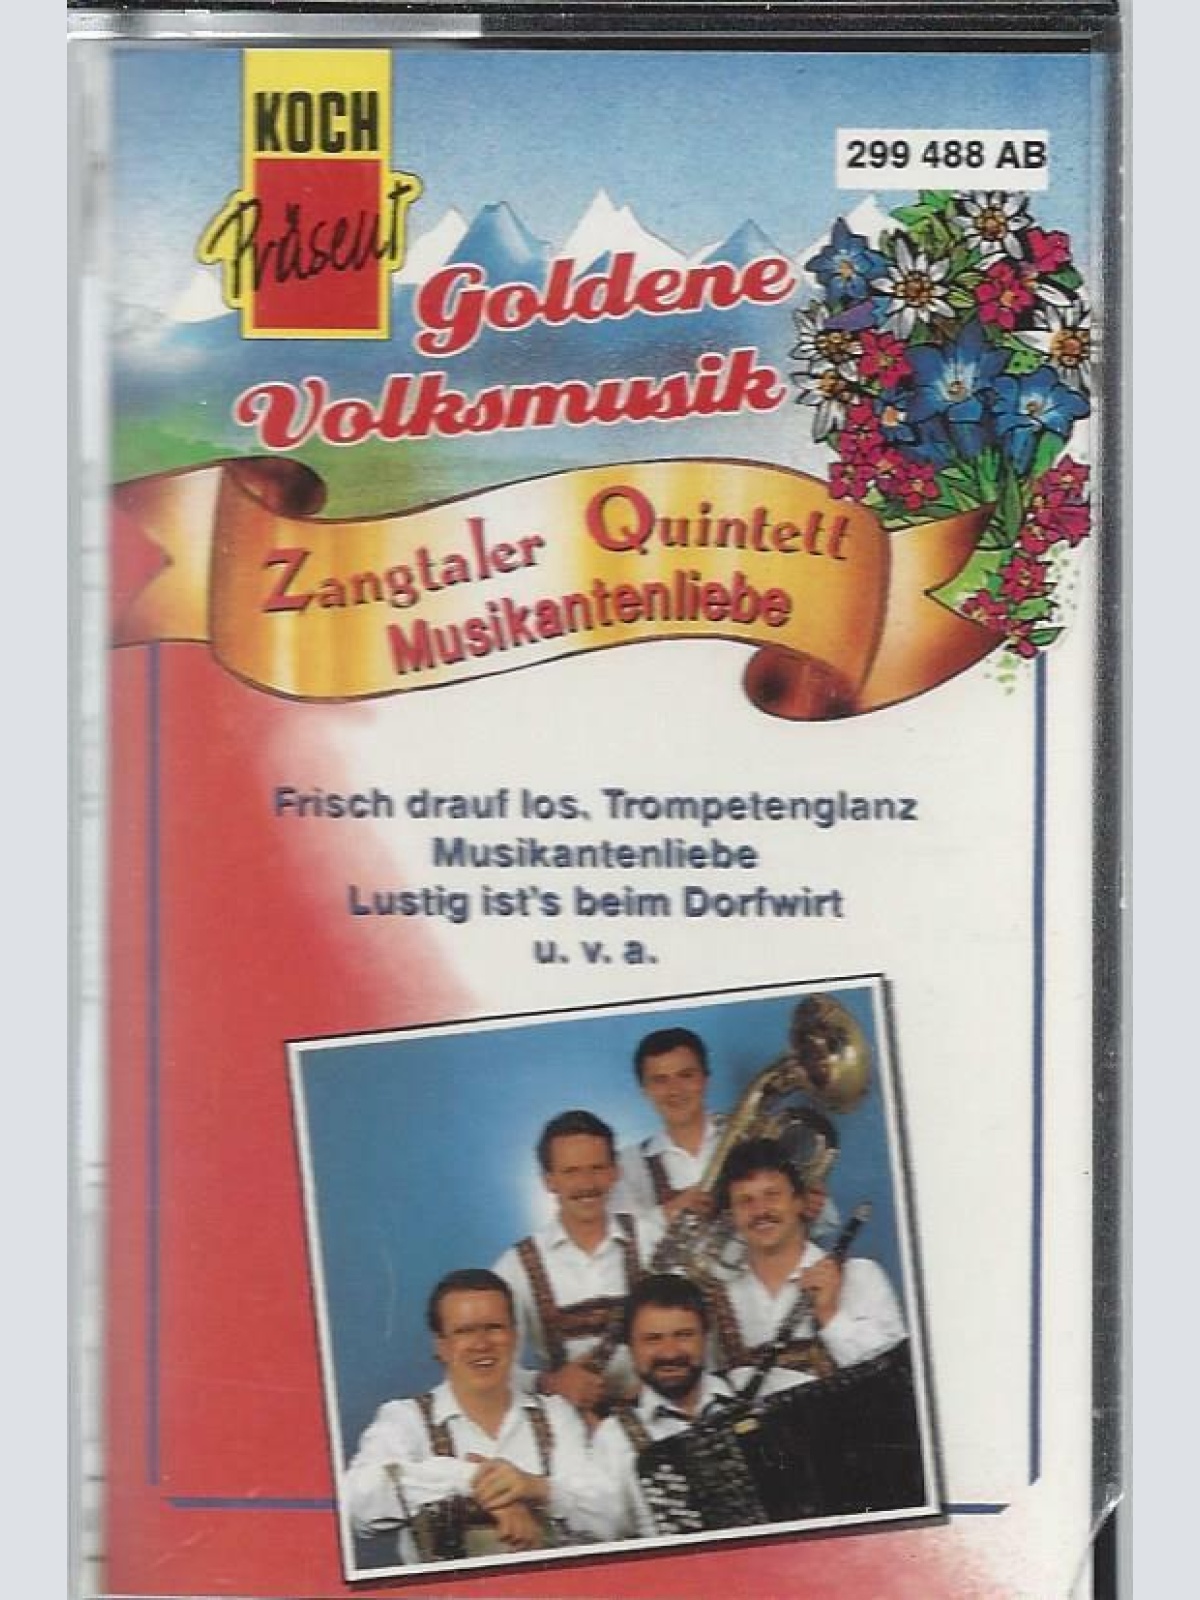 KOCH
Präsent
299 488 AB
Goldene
Volksmusik
Zangtaler Quintett
Musikantenliebe
Frisch drauf los, Trompetenglanz
Musikantenliebe
Lustig ist's beim Dorfwirt
u. v. a.